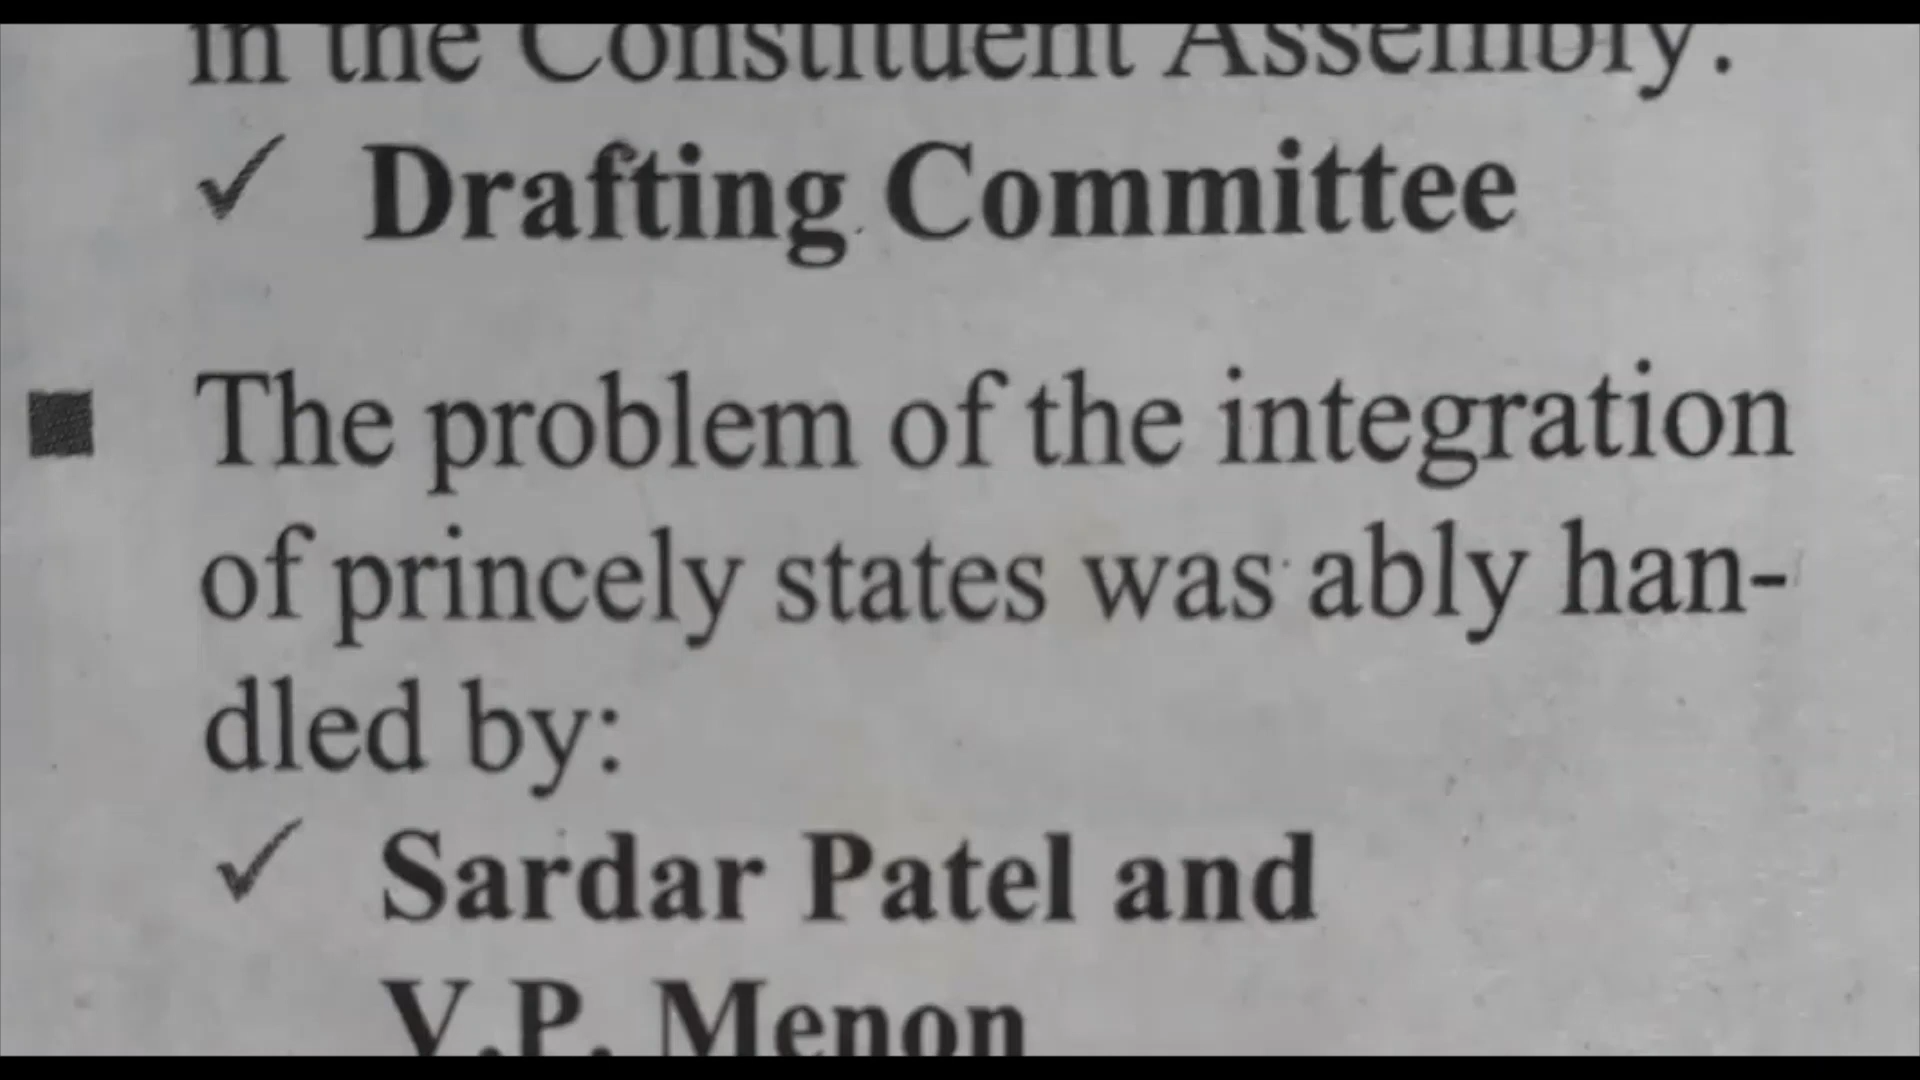 in the Constituent Assembly.
✓ Drafting Committee
■ The problem of the integration
of princely states was ably han-
dled by:
✓ Sardar Patel and
V.P. Menon